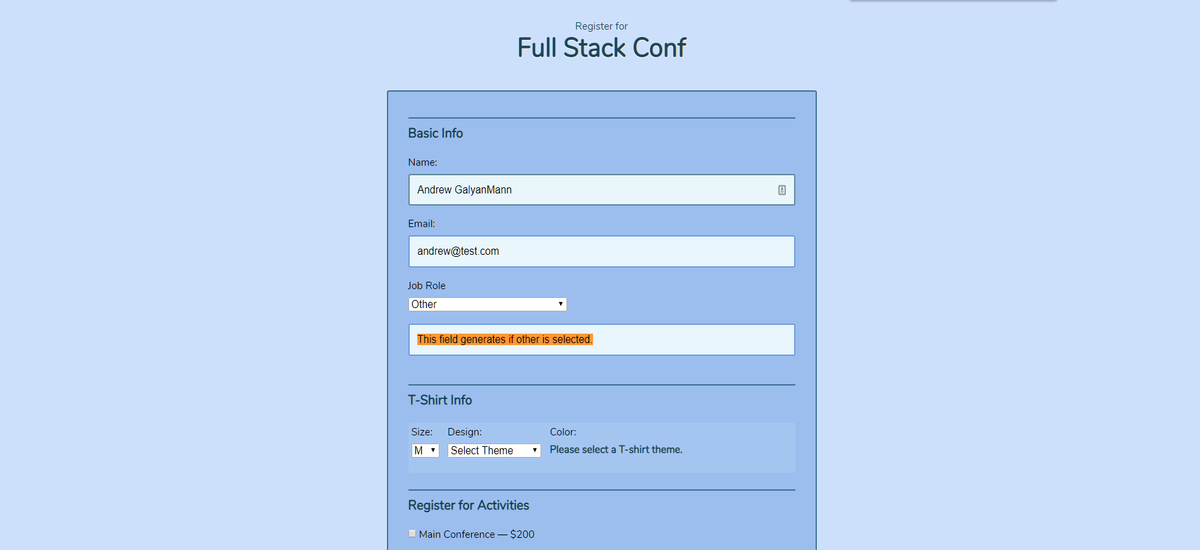 Register for
Full Stack Conf
Basic Info
Name:
Andrew GalyanMann
Email:
andrew@test.com
Job Role
Other
This field generates if other is selected.
T-Shirt Info
Size: Design: Color:
M Select Theme Please select a T-shirt theme.
Register for Activities
Main Conference — $200